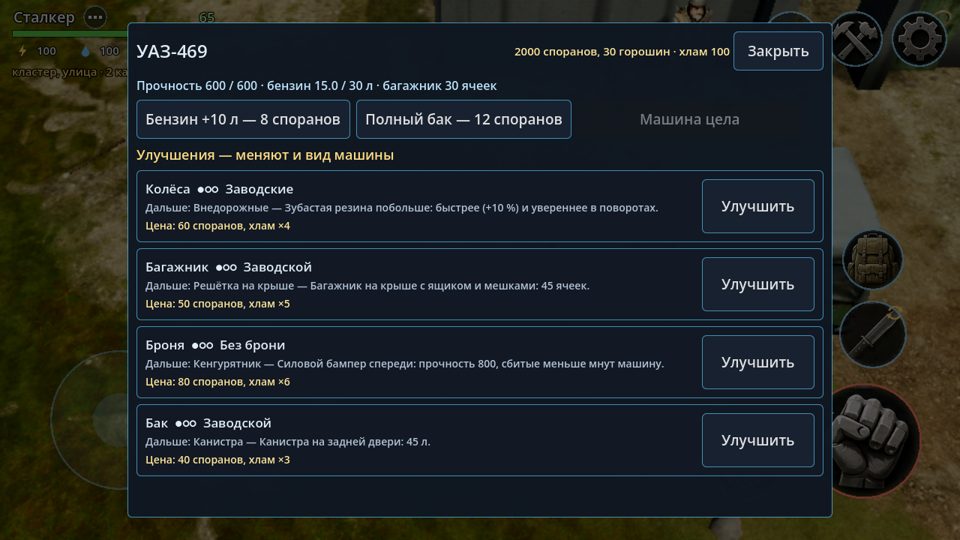 Сталкер
65
100 100
кластер, улица · 2 ка
УАЗ-469
2000 споранов, 30 горошин · хлам 100
Закрыть
Прочность 600 / 600 · бензин 15.0 / 30 л · багажник 30 ячеек
Бензин +10 л — 8 споранов
Полный бак — 12 споранов
Машина цела
Улучшения — меняют и вид машины
Колёса ●○○ Заводские
Дальше: Внедорожные — Зубастая резина побольше: быстрее (+10 %) и увереннее в поворотах.
Цена: 60 споранов, хлам ×4
Улучшить
Багажник ●○○ Заводской
Дальше: Решётка на крыше — Багажник на крыше с ящиком и мешками: 45 ячеек.
Цена: 50 споранов, хлам ×5
Улучшить
Броня ●○○ Без брони
Дальше: Кенгурятник — Силовой бампер спереди: прочность 800, сбитые меньше мнут машину.
Цена: 80 споранов, хлам ×6
Улучшить
Бак ●○○ Заводской
Дальше: Канистра — Канистра на задней двери: 45 л.
Цена: 40 споранов, хлам ×3
Улучшить